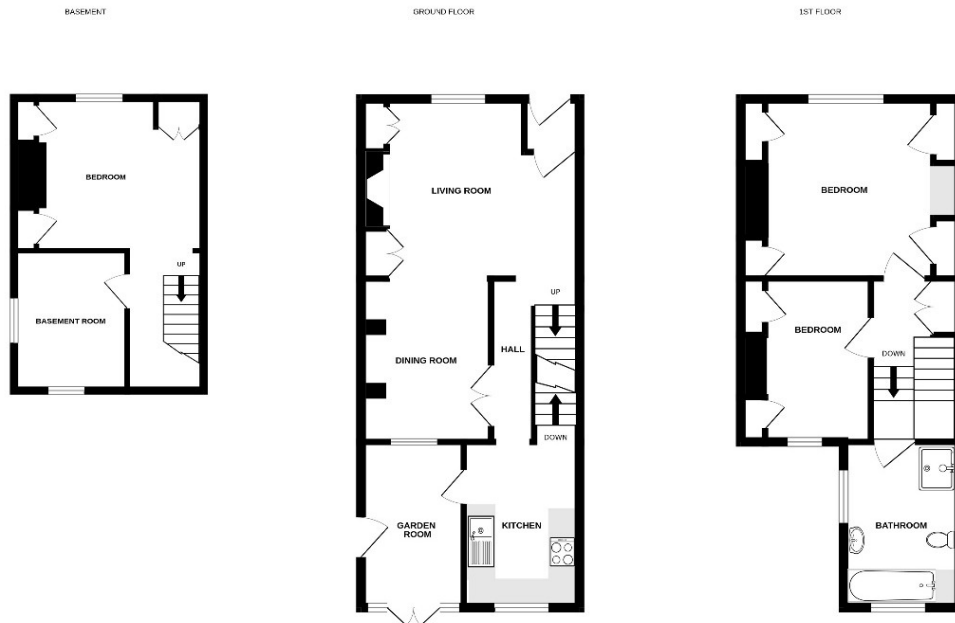 BASEMENT
BEDROOM
UP
BASEMENT ROOM
GROUND FLOOR
LIVING ROOM
UP
HALL
DINING ROOM
DOWN
GARDEN
ROOM
KITCHEN
1ST FLOOR
BEDROOM
BEDROOM
DOWN
BATHROOM